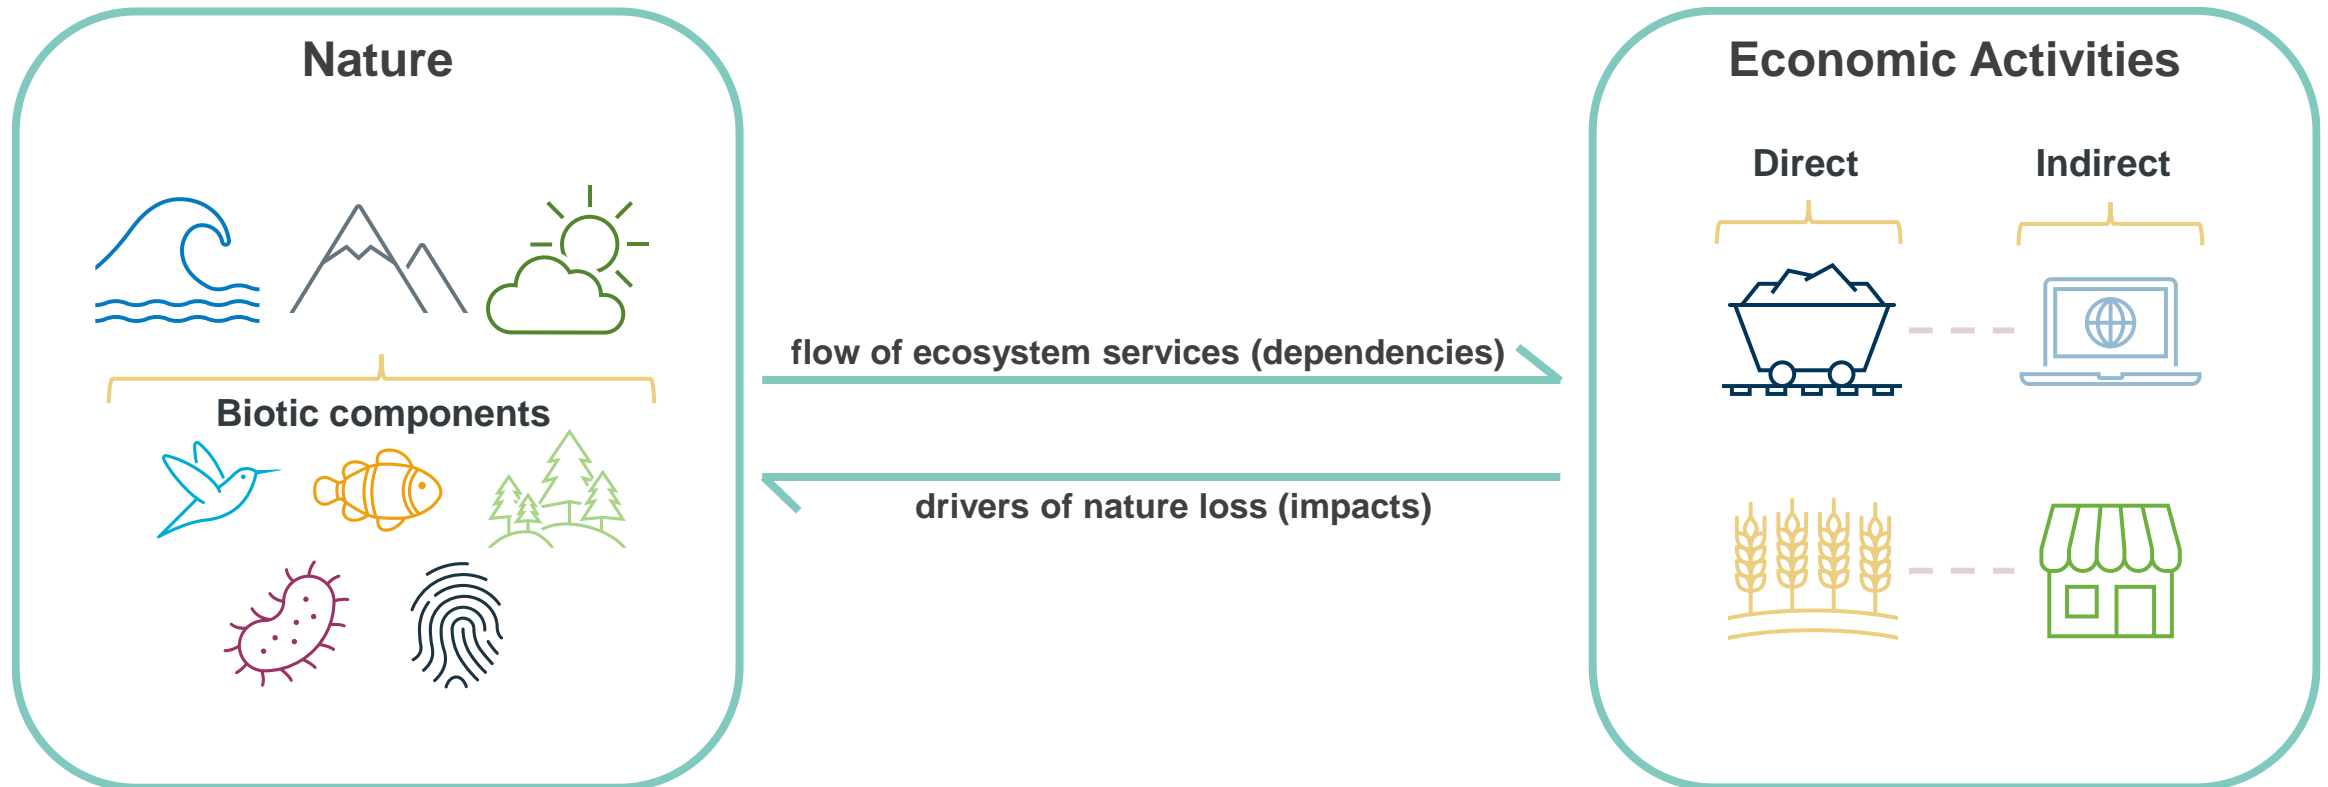 Nature
Biotic components
flow of ecosystem services (dependencies)
drivers of nature loss (impacts)
Economic Activities
Direct
Indirect